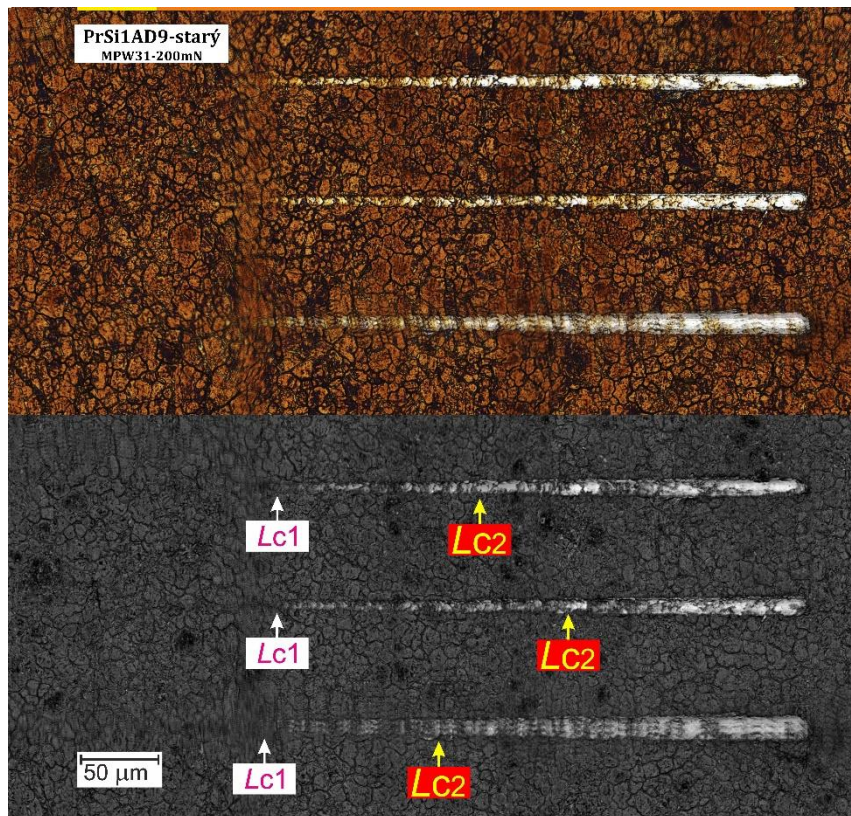 PrSi1AD9-starý
MPW31-200mN
Lc1
Lc2
Lc1
Lc2
50 μm
Lc1
Lc2